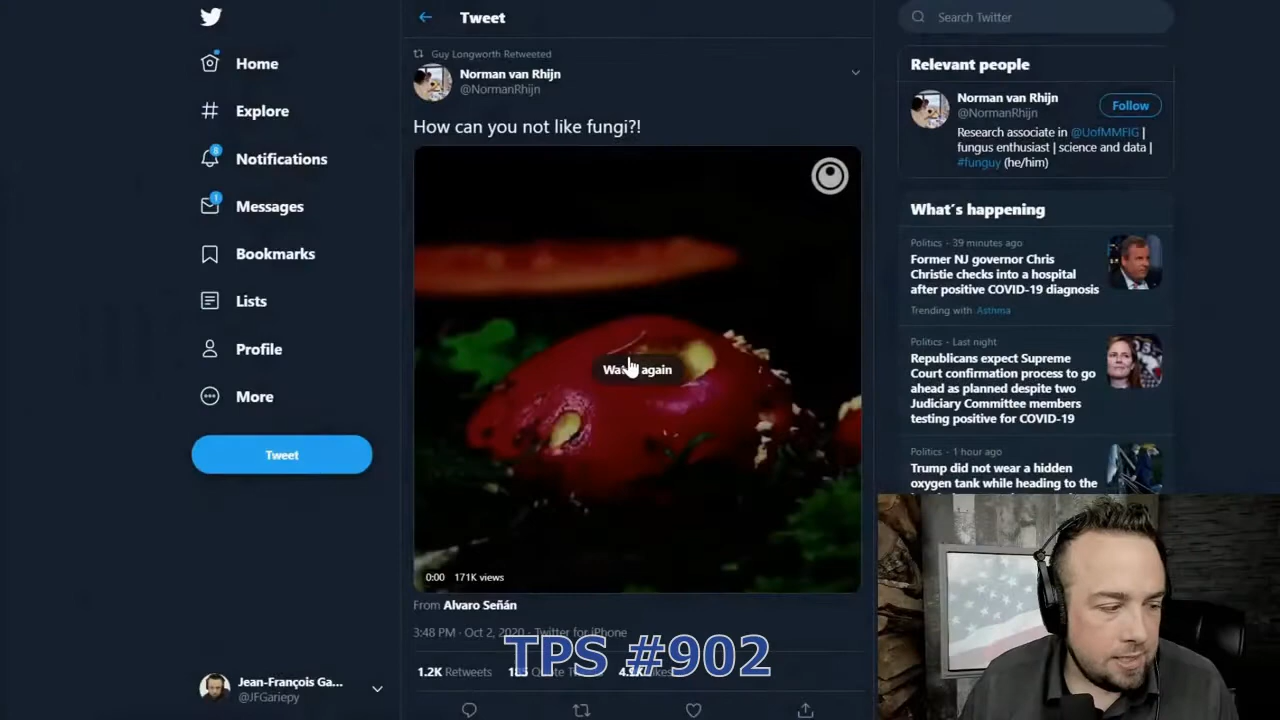 Home
Explore
8
Notifications
1
Messages
Bookmarks
Lists
Profile
More
Tweet
Jean-François Ga...
@JFGariepy
Tweet
Guy Longworth Retweeted
Norman van Rhijn
@NormanRhijn
How can you not like fungi?!
again
0:00 171K views
From Alvaro Señán
3:48 PM · Oct 2, 2020 · Twitter for iPhone
1.2K Retweets
TPS #902
Search Twitter
Relevant people
Norman van Rhijn
@NormanRhijn
Follow
Research associate in @UofMMFIG |
fungus enthusiast | science and data |
#funguy (he/him)
What's happening
Politics · 39 minutes ago
Former NJ governor Chris
Christie checks into a hospital
after positive COVID-19 diagnosis
Trending with Asthma
Politics · Last night
Republicans expect Supreme
Court confirmation process to go
ahead as planned despite two
Judiciary Committee members
testing positive for COVID-19
Politics · 1 hour ago
Trump did not wear a hidden
oxygen tank while heading to the